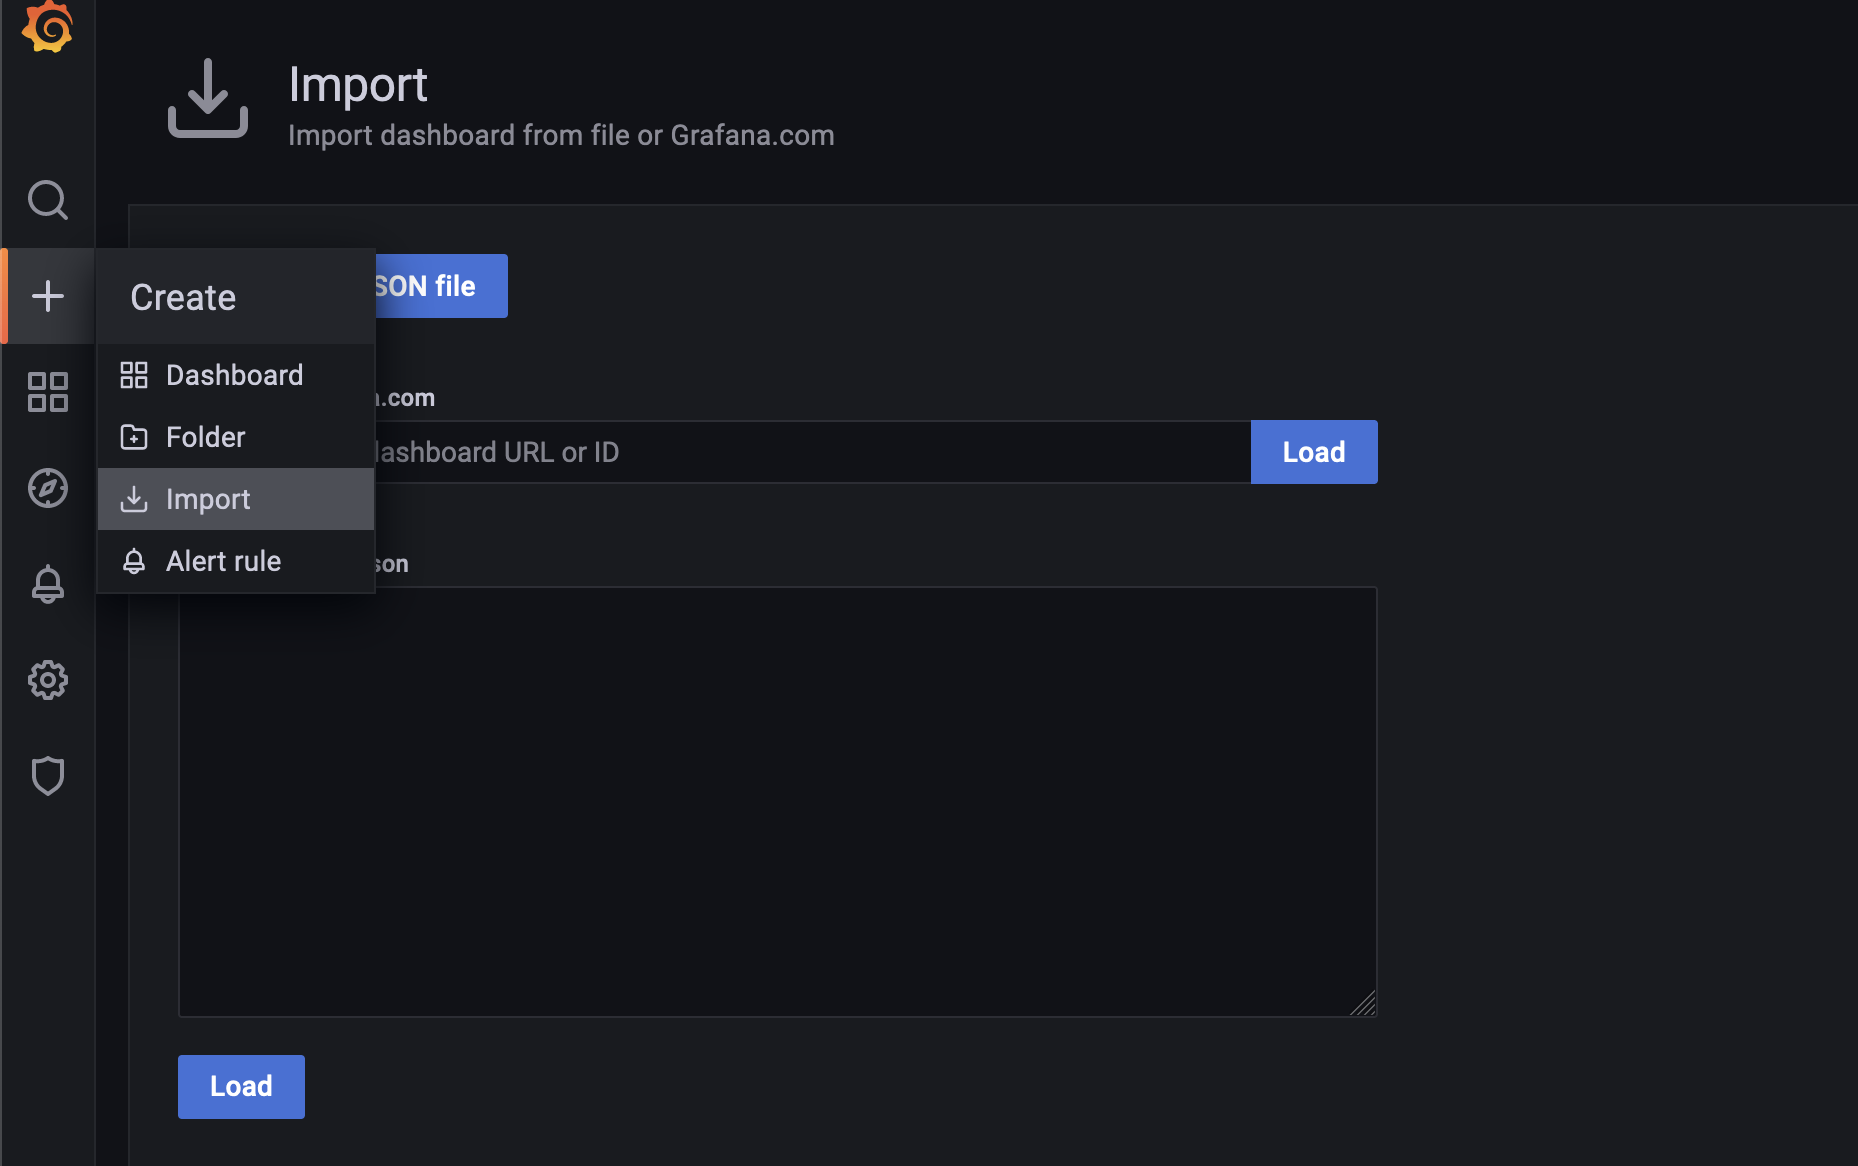 Import
Import dashboard from file or Grafana.com
Create
Dashboard
Folder
Import
Alert rule
SON file
.com
dashboard URL or ID
Load
son
Load